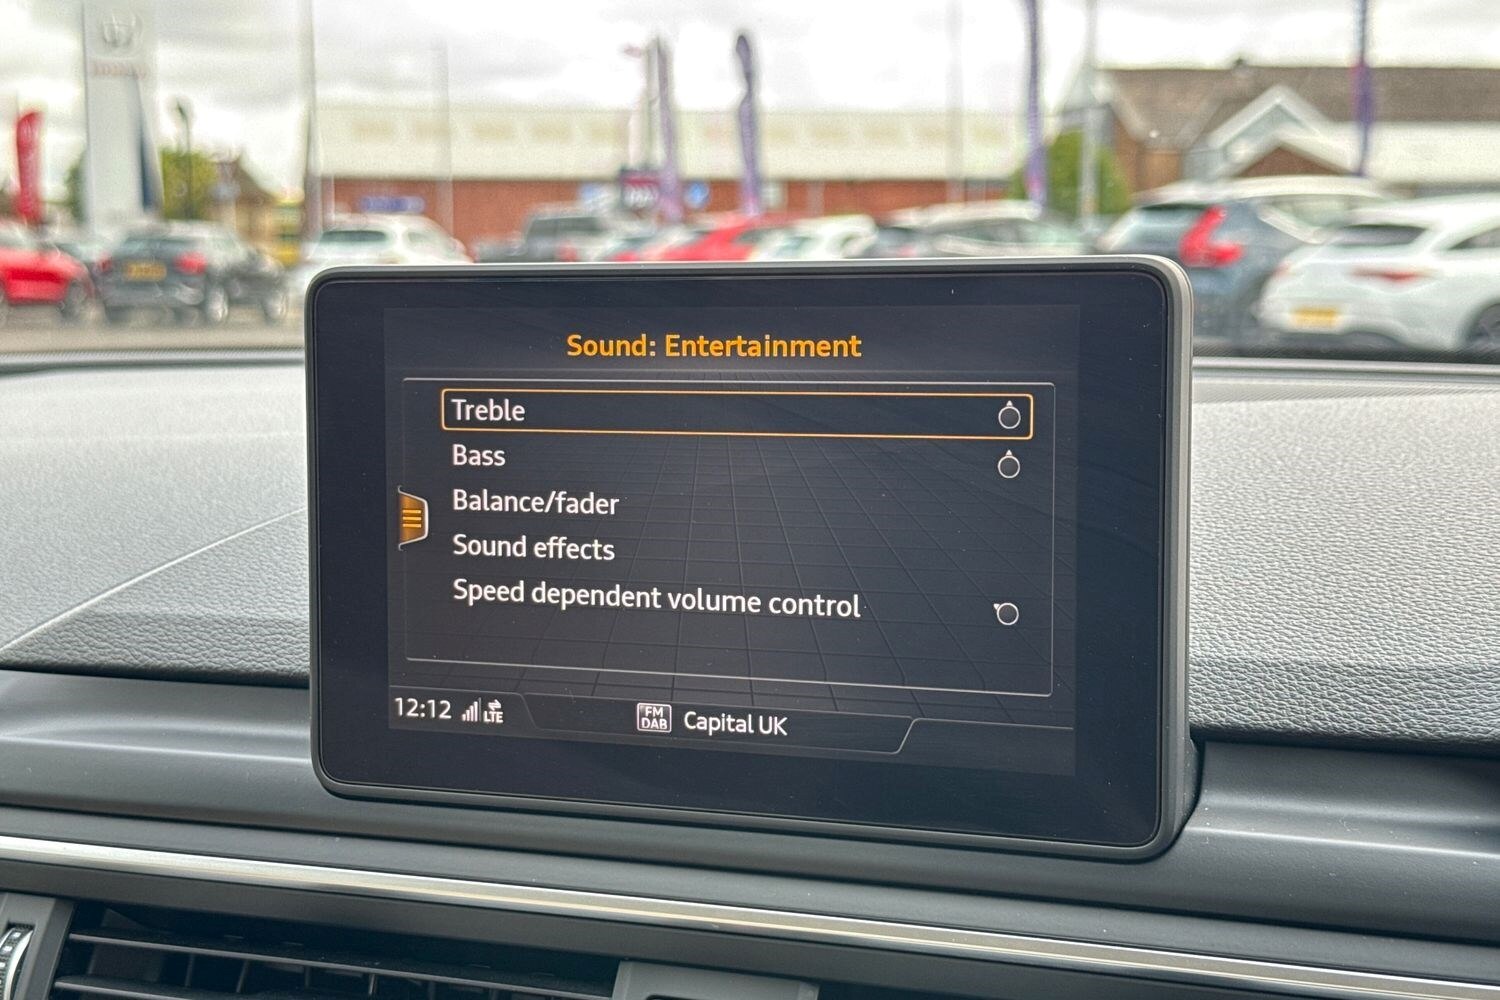 Sound: Entertainment
Treble
Bass
Balance/fader
Sound effects
Speed dependent volume control
12:12 LTE
FM
DAB
Capital UK